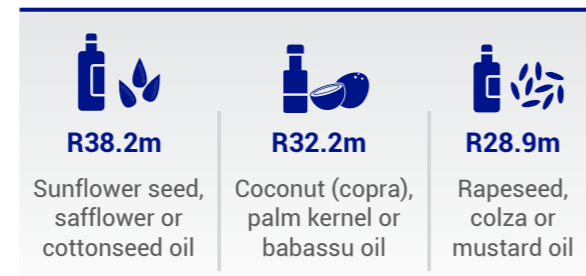 R38.2m
Sunflower seed,
safflower or
cottonseed oil
R32.2m
Coconut (copra),
palm kernel or
babassu oil
R28.9m
Rapeseed,
colza or
mustard oil